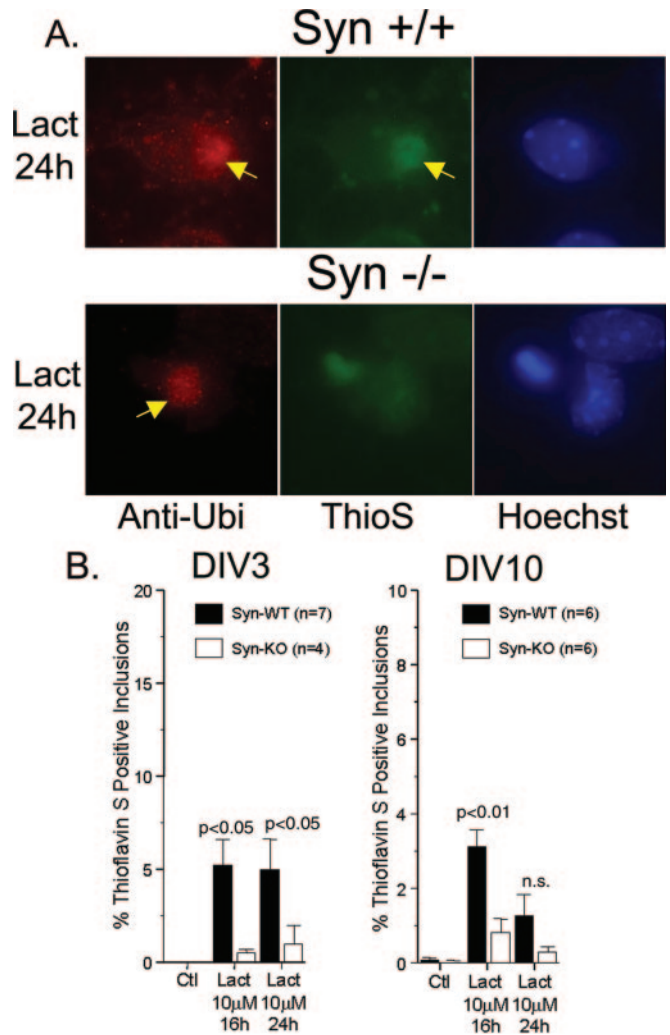 A.
Syn +/+
Lact
24h
Syn -/-
Lact
24h
Anti-Ubi ThioS Hoechst
B.
DIV3
% Thioflavin S Positive Inclusions
20
15
10
5
0
Syn-WT (n=7)
Syn-KO (n=4)
p<0.05 p<0.05
Ctl Lact Lact
10µM 10µM
16h 24h
DIV10
% Thioflavin S Positive Inclusions
10
8
6
4
2
0
Syn-WT (n=6)
Syn-KO (n=6)
p<0.01
n.s.
Ctl Lact Lact
10µM 10µM
16h 24h